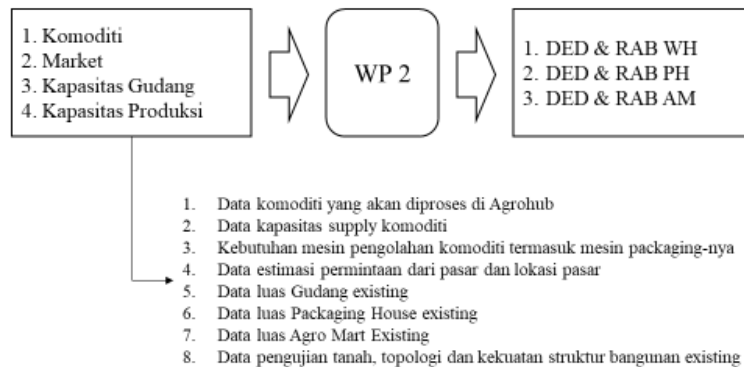 1. Komoditi
2. Market
3. Kapasitas Gudang
4. Kapasitas Produksi
WP 2
1. DED & RAB WH
2. DED & RAB PH
3. DED & RAB AM
1. Data komoditi yang akan diproses di Agrohub
2. Data kapasitas supply komoditi
3. Kebutuhan mesin pengolahan komoditi termasuk mesin packaging-nya
4. Data estimasi permintaan dari pasar dan lokasi pasar
5. Data luas Gudang existing
6. Data luas Packaging House existing
7. Data luas Agro Mart Existing
8. Data pengujian tanah, topologi dan kekuatan struktur bangunan existing